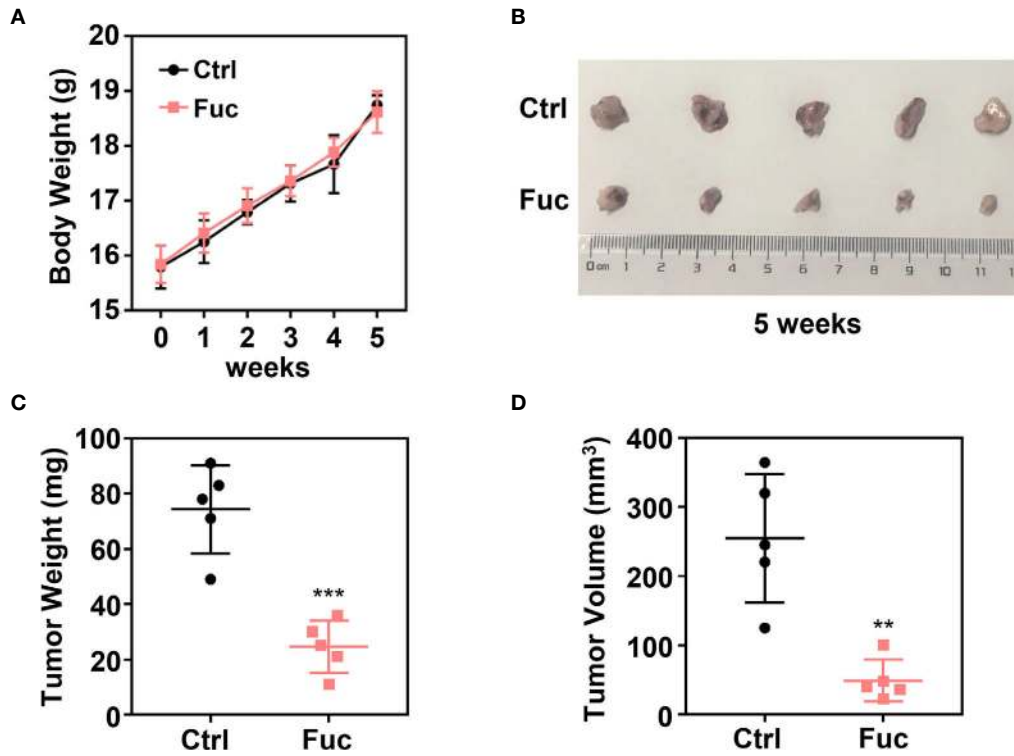 A
20
19
18
17
16
15
Body Weight (g)
Ctrl
Fuc
0 1 2 3 4 5
weeks
B
Ctrl
Fuc
0 cm 1 2 3 4 5 6 7 8 9 10 11 1
5 weeks
C
100
80
60
40
20
0
Tumor Weight (mg)
***
Ctrl Fuc
D
400
300
200
100
0
Tumor Volume (mm³)
**
Ctrl Fuc